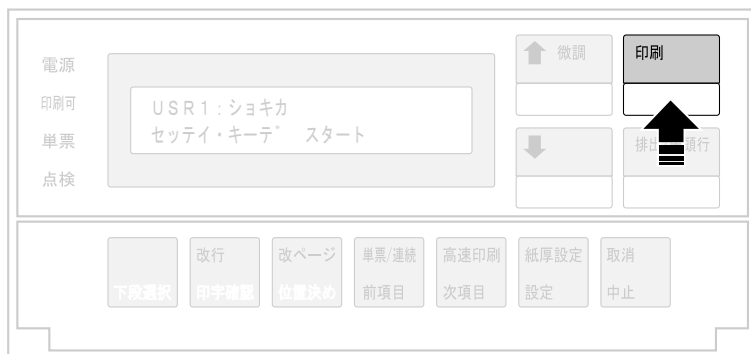 電源
印刷可
単票
点検
USR1:ショキカ
セッテイ・キーデ゛ スタート
微調
印刷
排出 頭行
改行
改ページ
単票/連続
高速印刷
紙厚設定
取消
下段選択
印字確認
位置決め
前項目
次項目
設定
中止